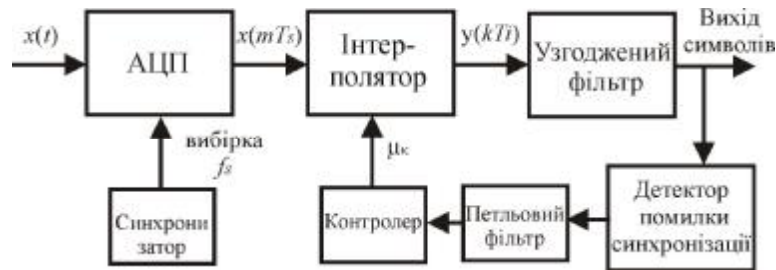 x(t)
АЦП
x(mTs)
Інтер-
полятор
y(kTi)
Узгоджений
фільтр
Вихід
символів
вибірка
fs
μк
Синхрони
затор
Контролер
Петльовий
фільтр
Детектор
помилки
синхронізації